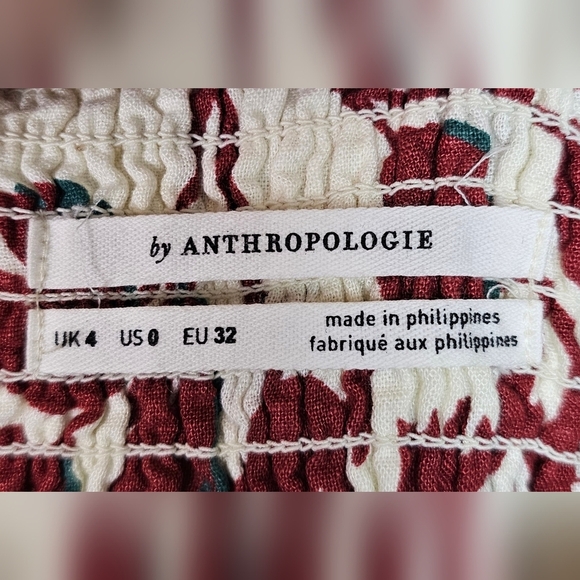 by ANTHROPOLOGIE
UK 4 US 0 EU 32
made in philippines
fabriqué aux philippines